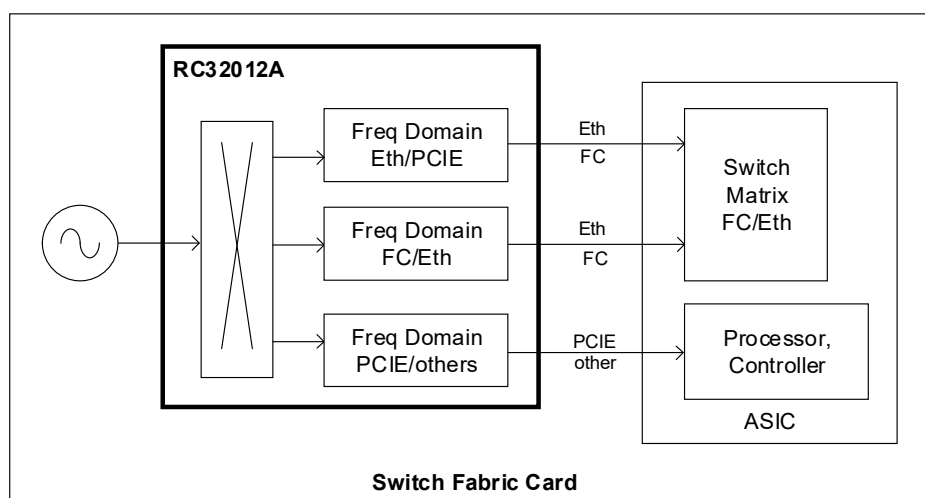 RC32012A
Freq Domain
Eth/PCIE
Eth
FC
Freq Domain
FC/Eth
Eth
FC
Switch
Matrix
FC/Eth
Freq Domain
PCIE/others
PCIE
other
Processor,
Controller
ASIC
Switch Fabric Card